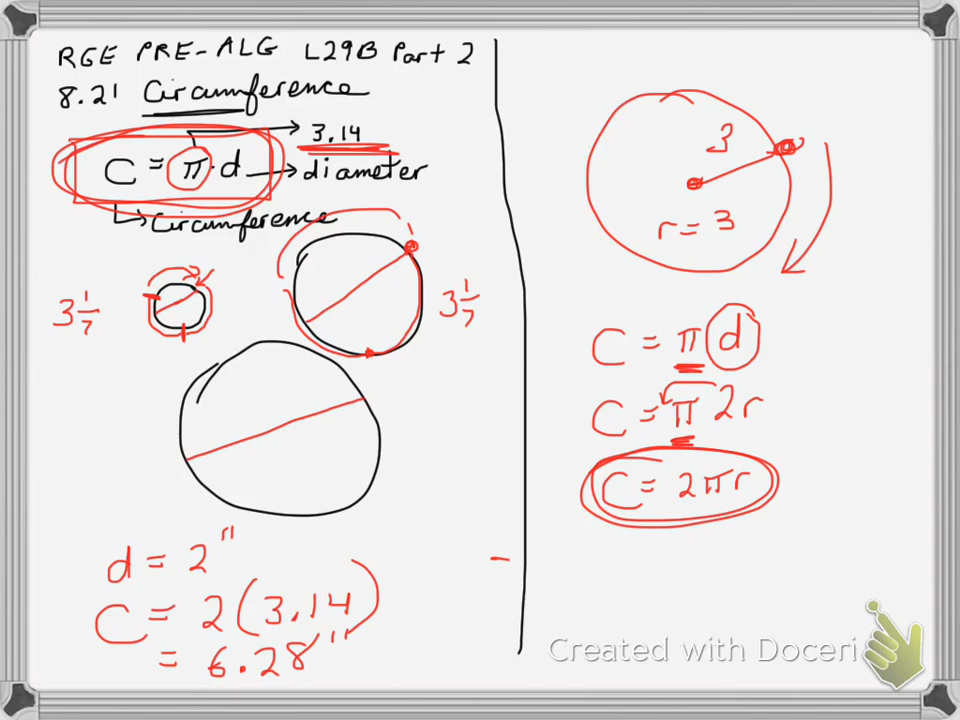 RGE PRE-ALG L29B Part 2
8.21 Circumference
3.14
C = π · d → diameter
Circumference
3 1/7
3 1/7
d = 2"
C = 2(3.14)
= 6.28"
3
r = 3
C = π d
C = π 2r
C = 2πr
Created with Doceri